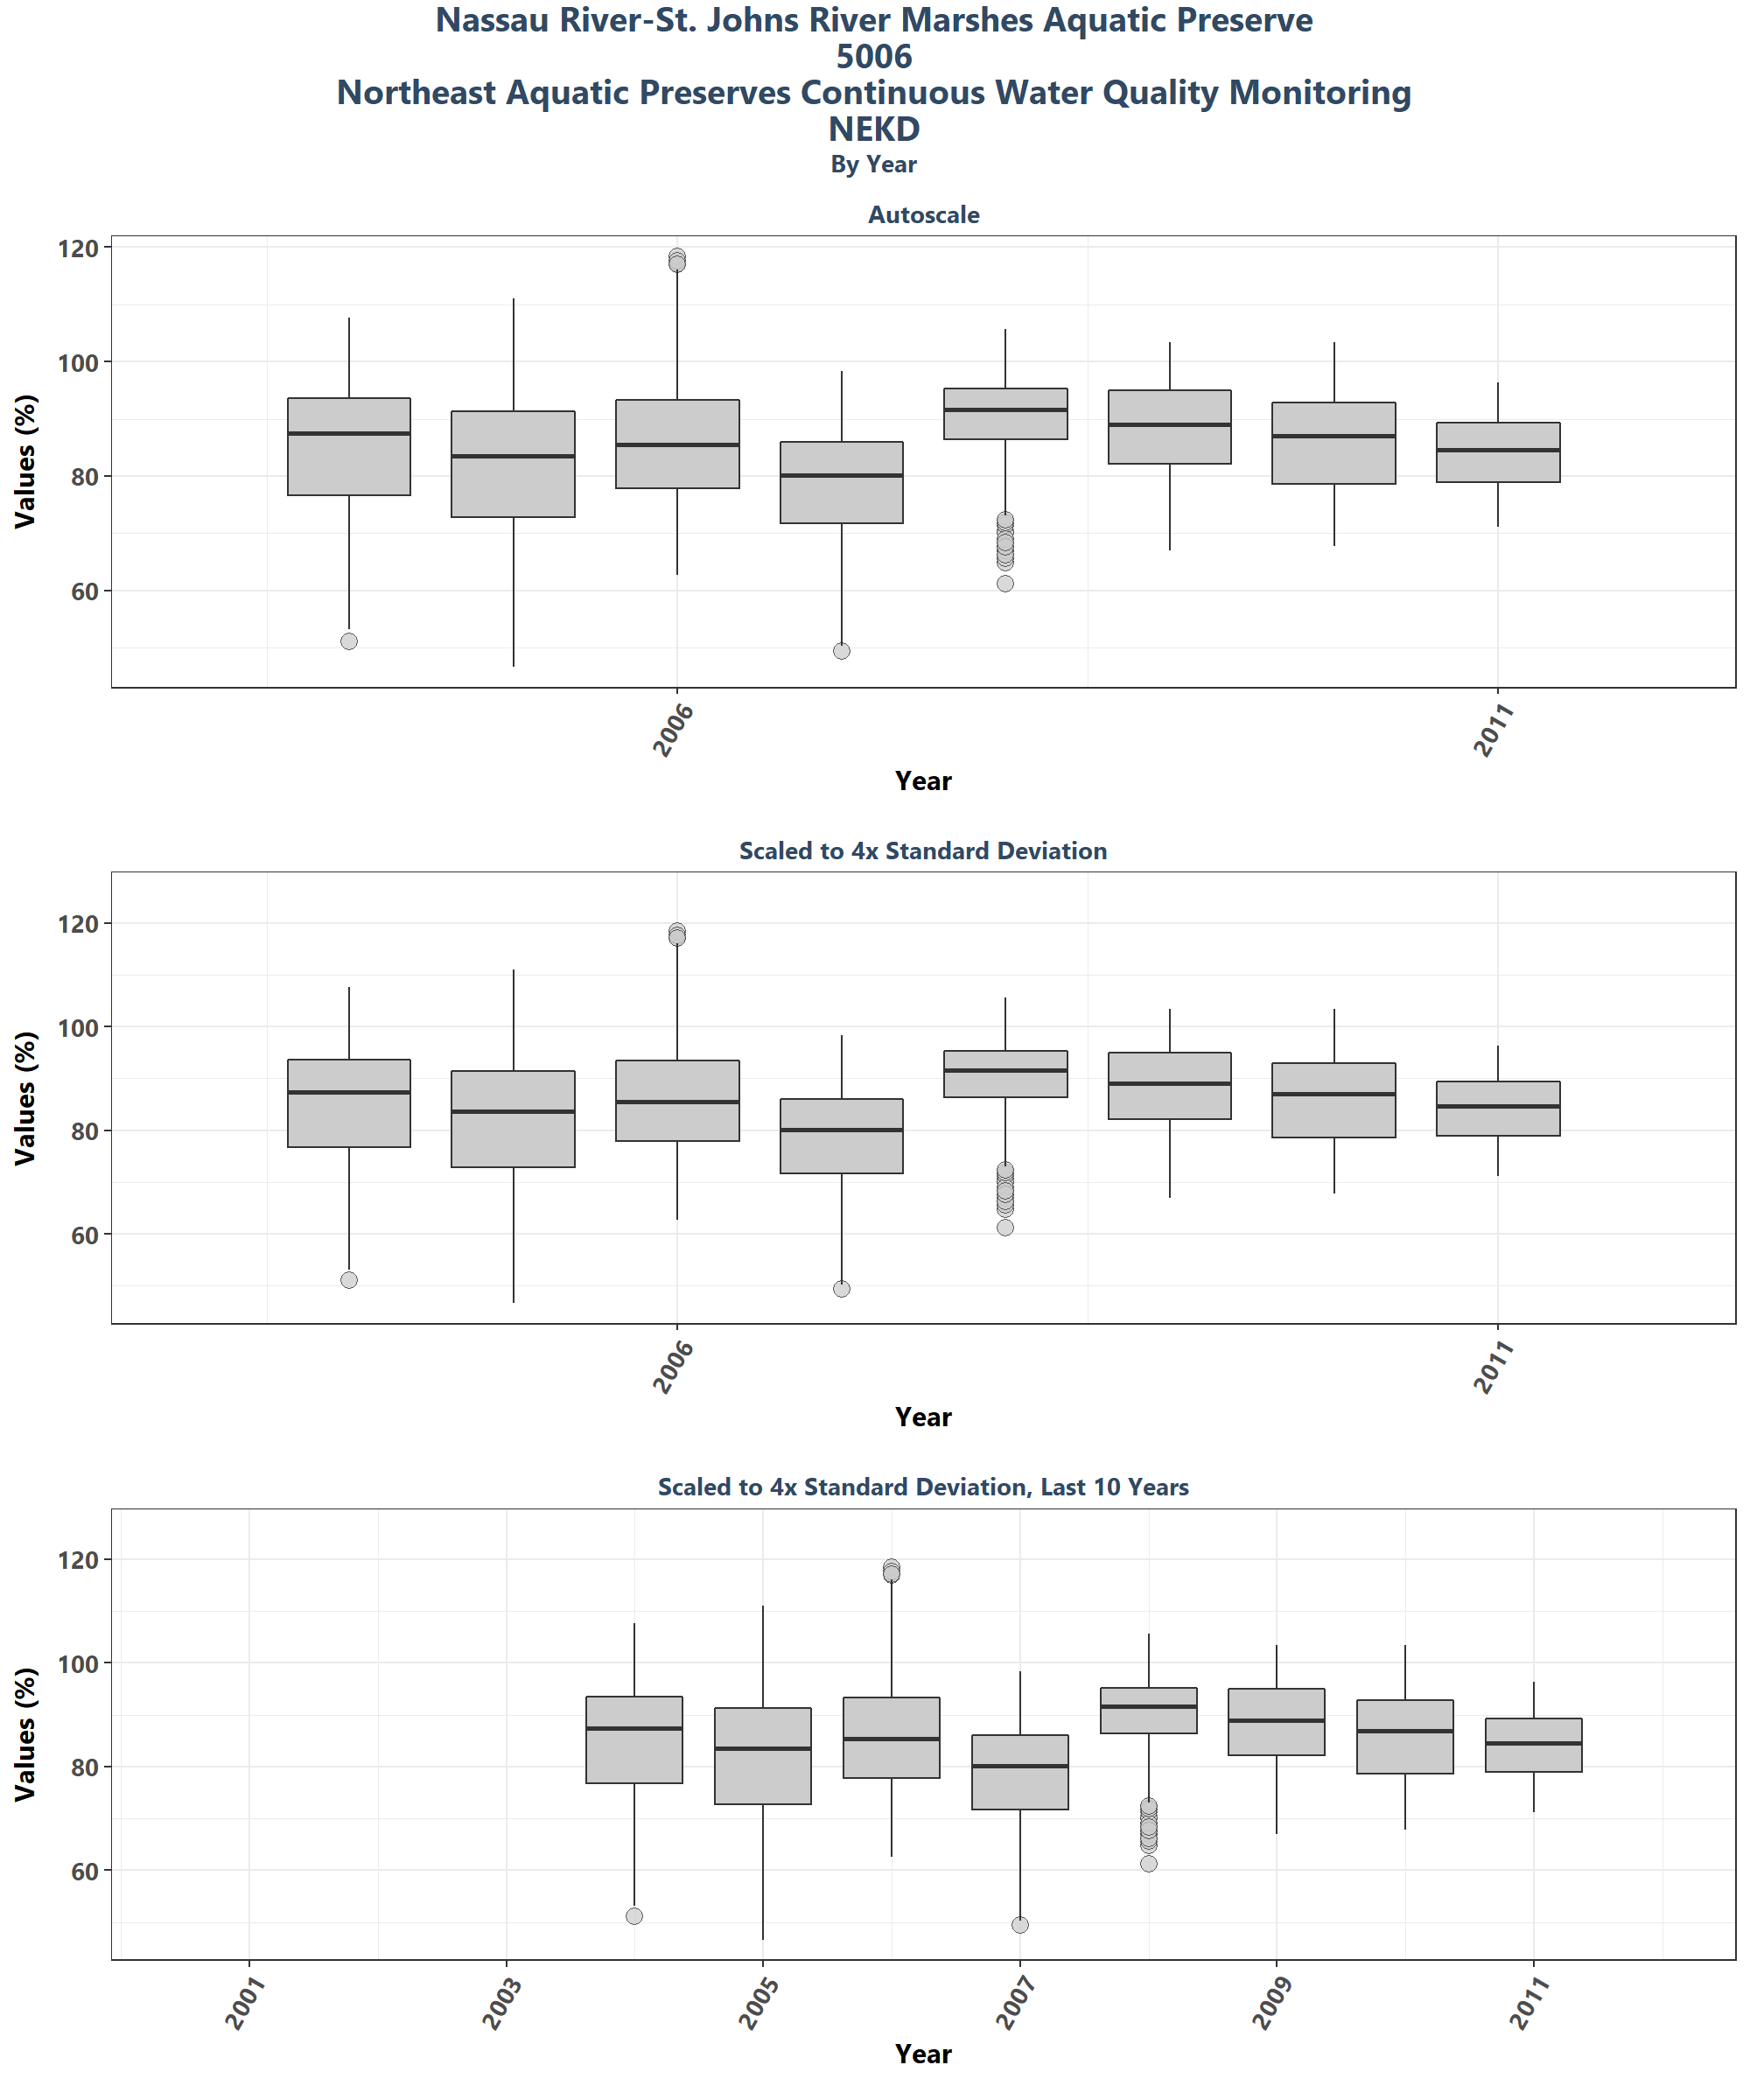 Nassau River-St. Johns River Marshes Aquatic Preserve
5006
Northeast Aquatic Preserves Continuous Water Quality Monitoring
NEKD
By Year
Autoscale
Values (%)
120
100
80
60
2006
2011
Year
Scaled to 4x Standard Deviation
Values (%)
120
100
80
60
2006
2011
Year
Scaled to 4x Standard Deviation, Last 10 Years
Values (%)
120
100
80
60
2001
2003
2005
2007
2009
2011
Year